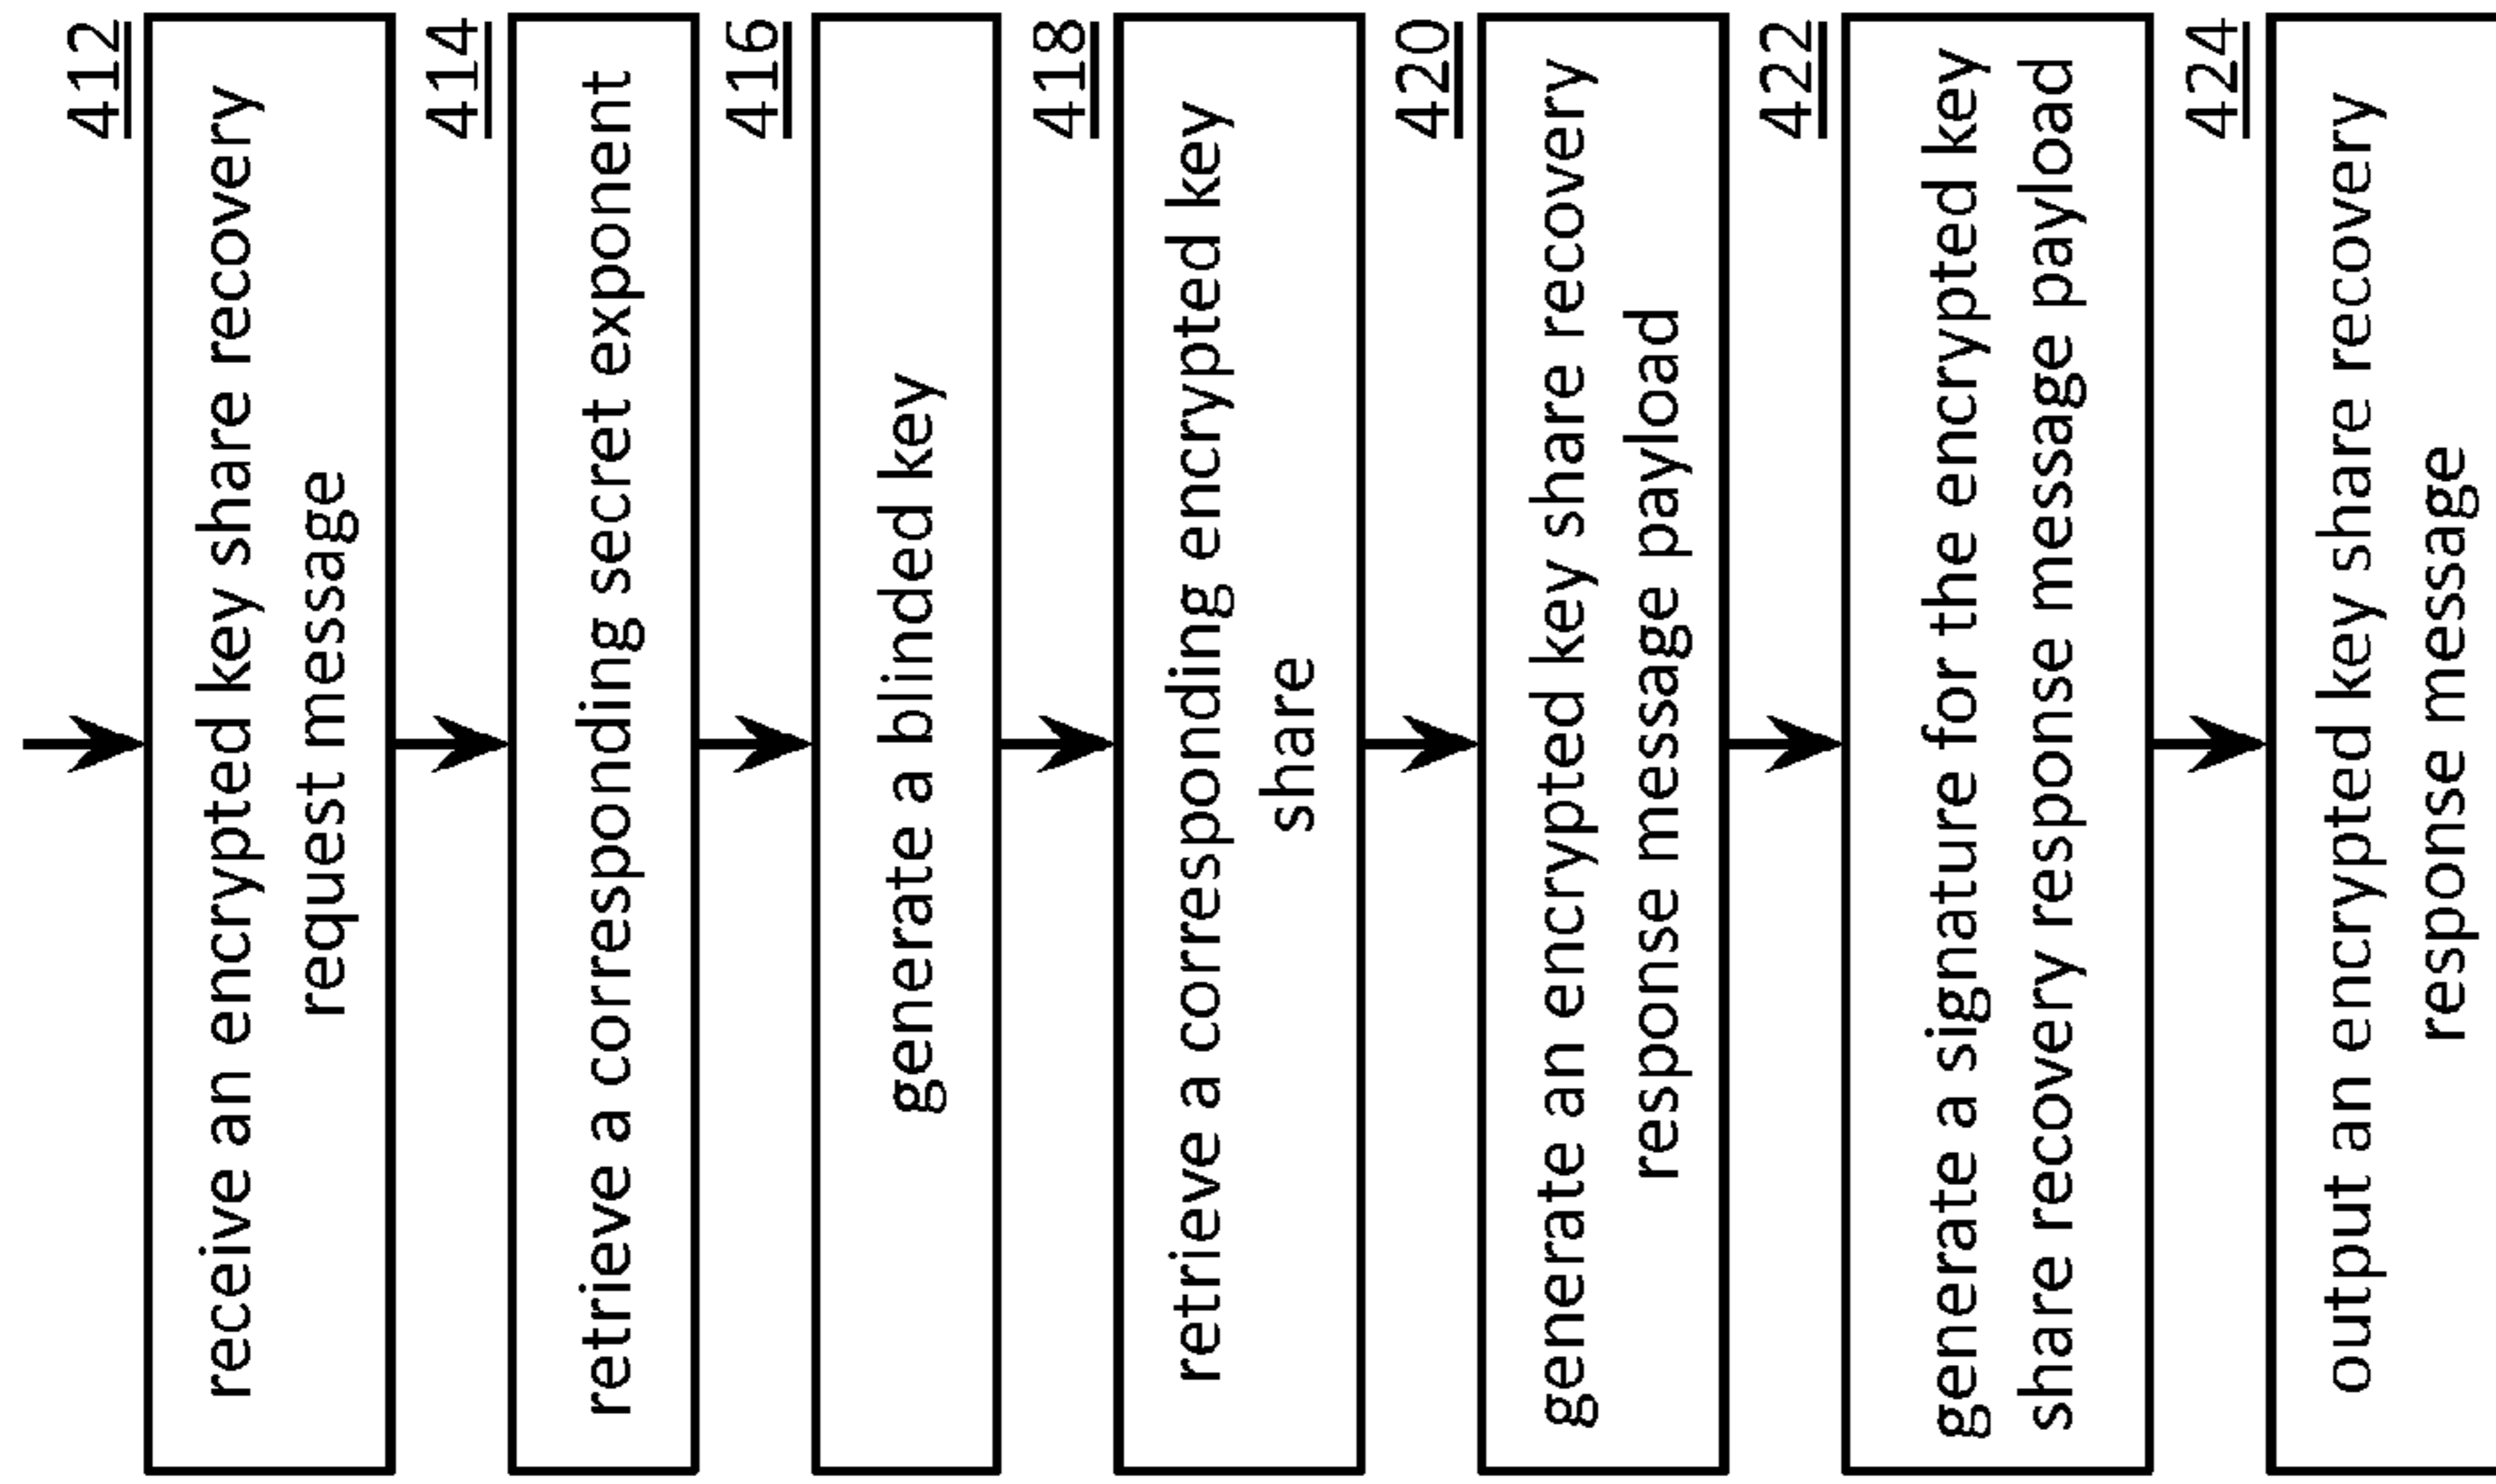 412
receive an encrypted key share recovery
request message
414
retrieve a corresponding secret exponent
416
generate a blinded key
418
retrieve a corresponding encrypted key
share
420
generate an encrypted key share recovery
response message payload
422
generate a signature for the encrypted key
share recovery response message payload
424
output an encrypted key share recovery
response message